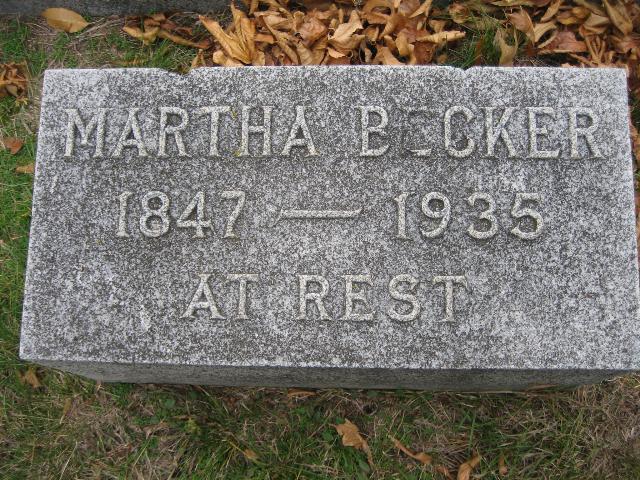 MARTHA BECKER
1847 — 1935
AT REST